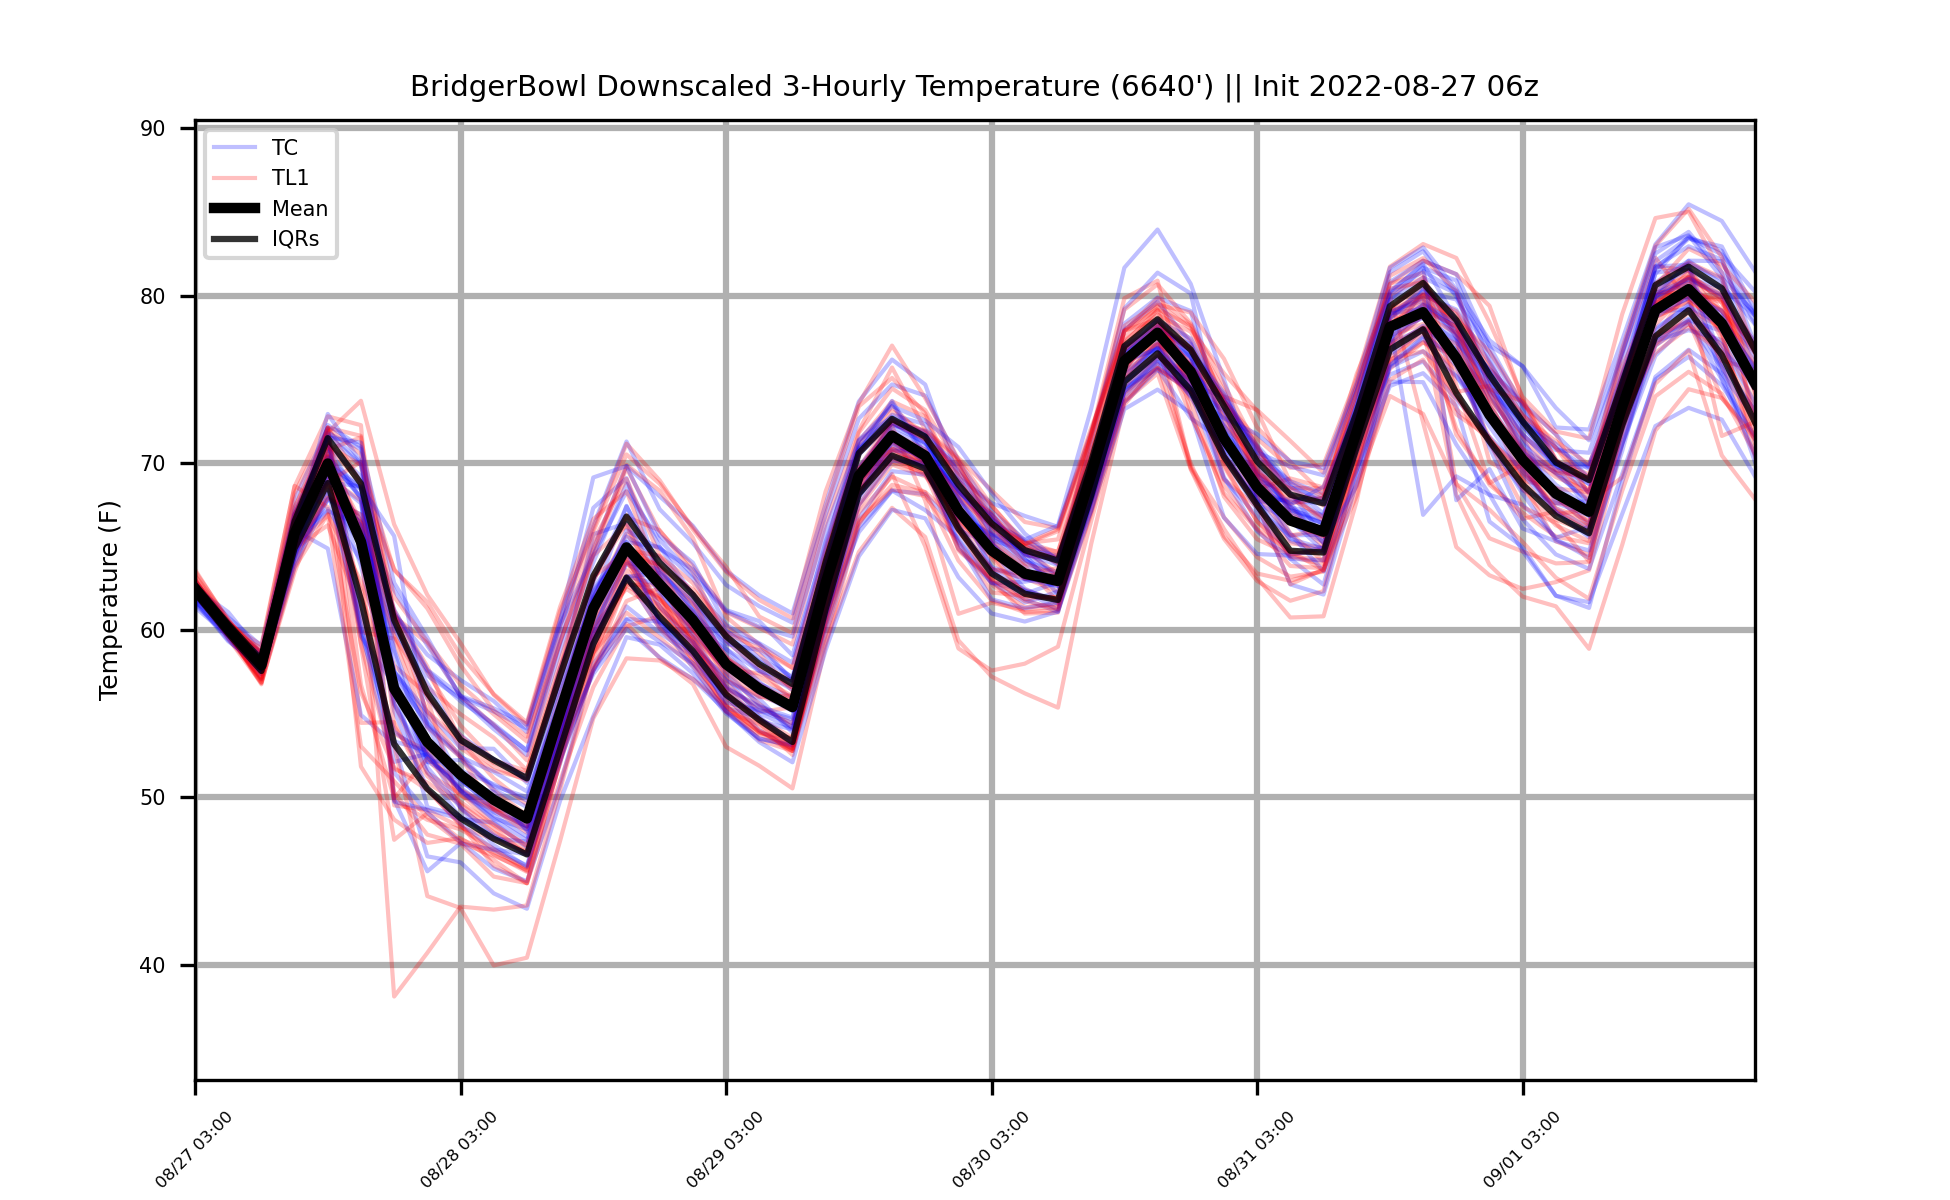 BridgerBowl Downscaled 3-Hourly Temperature (6640') || Init 2022-08-27 06z
TC
TL1
Mean
IQRs
Temperature (F)
90
80
70
60
50
40
08/27 03:00
08/28 03:00
08/29 03:00
08/30 03:00
08/31 03:00
09/01 03:00